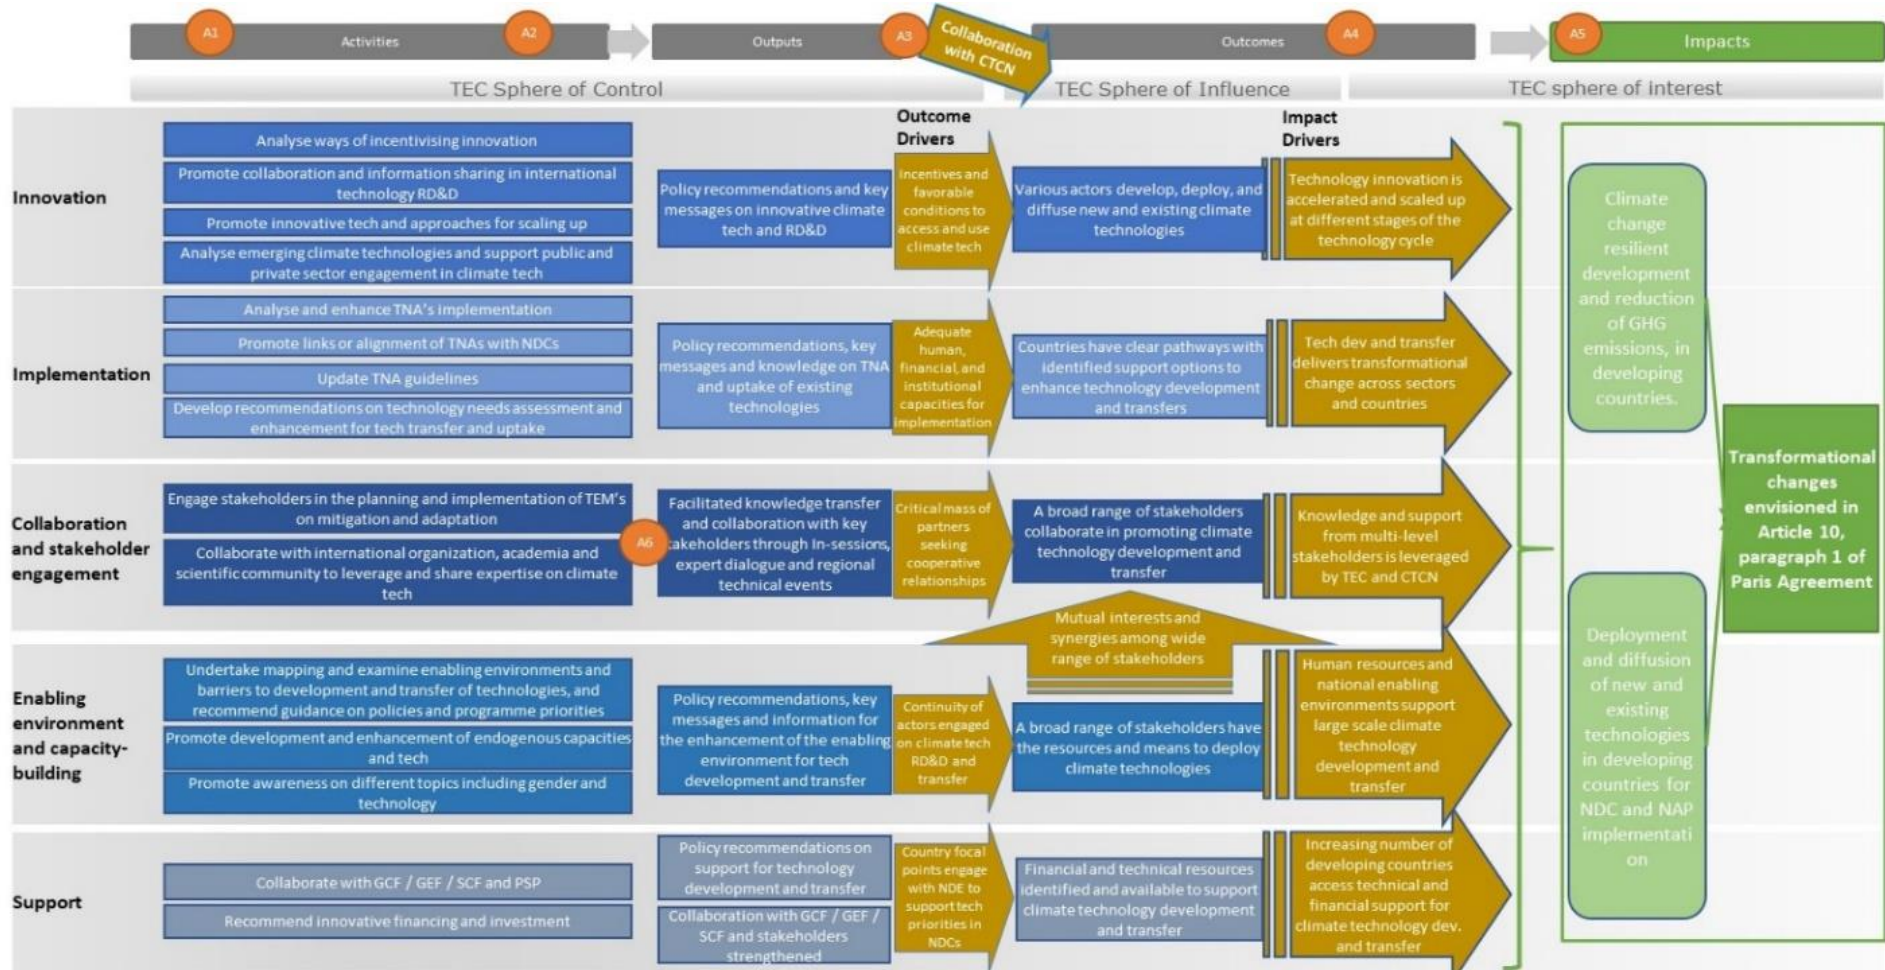 A1
Activities
A2
Outputs
A3
Collaboration
with CTCN
Outcomes
A4
A5
Impacts
TEC Sphere of Control
TEC Sphere of Influence
TEC sphere of interest
Outcome
Drivers
Impact
Drivers
Innovation
Analyse ways of incentivising innovation
Promote collaboration and information sharing in international
technology RD&D
Promote innovative tech and approaches for scaling up
Analyse emerging climate technologies and support public and
private sector engagement in climate tech
Policy recommendations and key
messages on innovative climate
tech and RD&D
Incentives and
favorable
conditions to
access and use
climate tech
Various actors develop, deploy, and
diffuse new and existing climate
technologies
Technology innovation is
accelerated and scaled up
at different stages of the
technology cycle
Implementation
Analyse and enhance TNA's implementation
Promote links or alignment of TNAs with NDCs
Update TNA guidelines
Develop recommendations on technology needs assessment and
enhancement for tech transfer and uptake
Policy recommendations, key
messages and knowledge on TNA
and uptake of existing
technologies
Adequate
human,
financial, and
institutional
capacities for
implementation
Countries have clear pathways with
identified support options to
enhance technology development
and transfers
Tech dev and transfer
delivers transformational
change across sectors
and countries
Collaboration
and stakeholder
engagement
Engage stakeholders in the planning and implementation of TEM's
on mitigation and adaptation
Collaborate with international organization, academia and
scientific community to leverage and share expertise on climate
tech
A6
Facilitated knowledge transfer
and collaboration with key
takeholders through In-sessions,
expert dialogue and regional
technical events
Critical mass of
partners
seeking
cooperative
relationships
A broad range of stakeholders
collaborate in promoting climate
technology development and
transfer
Knowledge and support
from multi-level
stakeholders is leveraged
by TEC and CTCN
Mutual interests and
synergies among wide
range of stakeholders
Enabling
environment
and capacity-
building
Undertake mapping and examine enabling environments and
barriers to development and transfer of technologies, and
recommend guidance on policies and programme priorities
Promote development and enhancement of endogenous capacities
and tech
Promote awareness on different topics including gender and
technology
Policy recommendations, key
messages and information for
the enhancement of the enabling
environment for tech
development and transfer
Continuity of
actors engaged
on climate tech
RD&D and
transfer
A broad range of stakeholders have
the resources and means to deploy
climate technologies
Human resources and
national enabling
environments support
large scale climate
technology
development and
transfer
Support
Collaborate with GCF / GEF / SCF and PSP
Recommend innovative financing and investment
Policy recommendations on
support for technology
development and transfer
Collaboration with GCF / GEF /
SCF and stakeholders
strengthened
Country focal
points engage
with NDE to
support tech
priorities in
NDCs
Financial and technical resources
identified and available to support
climate technology development
and transfer
Increasing number of
developing countries
access technical and
financial support for
climate technology dev.
and transfer
Climate
change
resilient
development
and reduction
of GHG
emissions, in
developing
countries.
Deployment
and diffusion
of new and
existing
technologies
in developing
countries for
NDC and NAP
implementati
on
Transformational
changes
envisioned in
Article 10,
paragraph 1 of
Paris Agreement